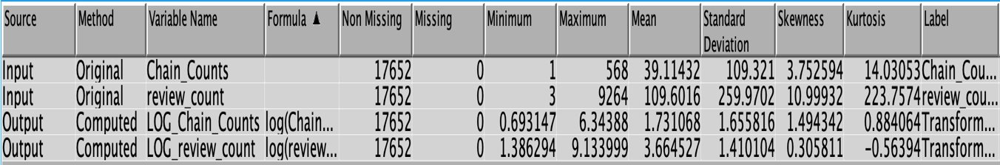 Source Method Variable Name Formula ▲ Non Missing Missing Minimum Maximum Mean Standard Deviation Skewness Kurtosis Label
Input Original Chain_Counts 17652 0 1 568 39.11432 109.321 3.752594 14.03053 Chain_Cou...
Input Original review_count 17652 0 3 9264 109.6016 259.9702 10.99932 223.7574 review_cou...
Output Computed LOG_Chain_Counts log(Chain... 17652 0 0.693147 6.34388 1.731068 1.655816 1.494342 0.884064 Transform...
Output Computed LOG_review_count log(review... 17652 0 1.386294 9.133999 3.664527 1.410104 0.305811 -0.56394 Transform...